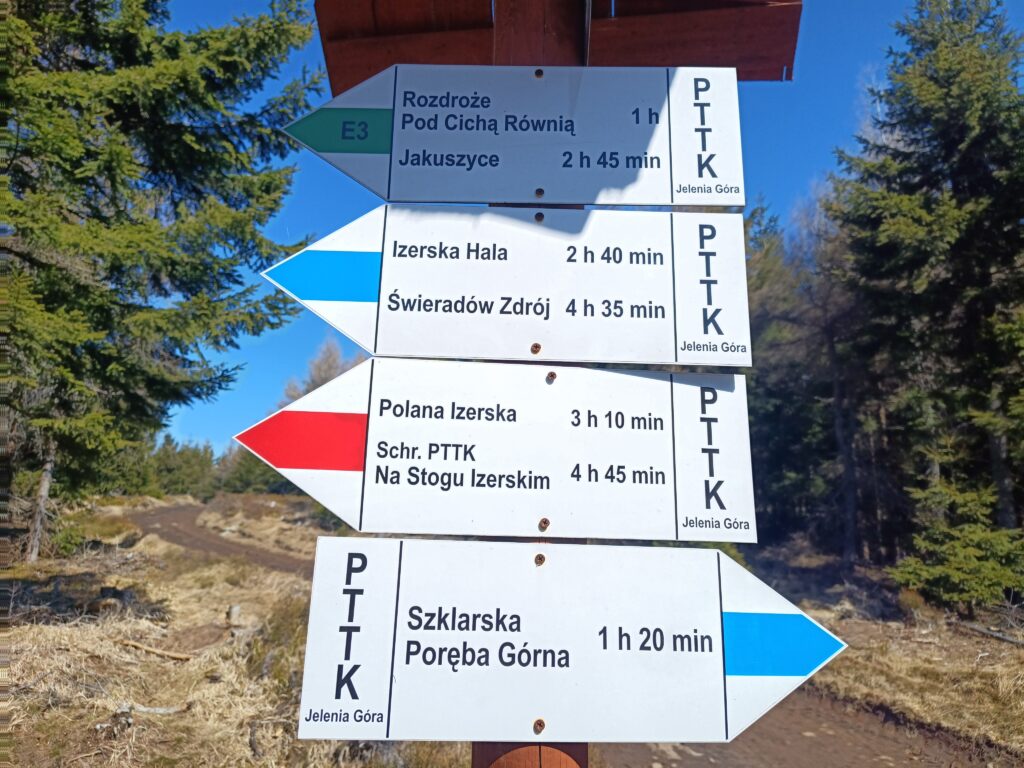 E3
Rozdroże
Pod Cichą Równią 1 h
Jakuszyce 2 h 45 min
PTTK
Jelenia Góra
Izerska Hala 2 h 40 min
Świeradów Zdrój 4 h 35 min
PTTK
Jelenia Góra
Polana Izerska 3 h 10 min
Schr. PTTK
Na Stogu Izerskim 4 h 45 min
PTTK
Jelenia Góra
PTTK
Jelenia Góra
Szklarska
Poręba Górna 1 h 20 min